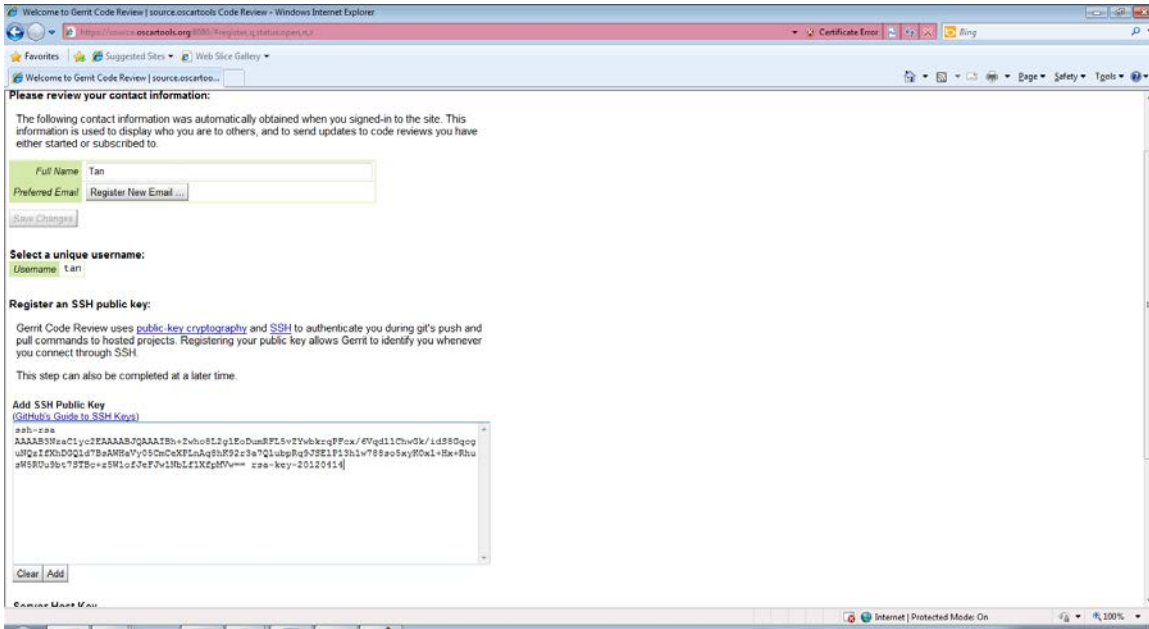 Welcome to Gerrit Code Review | source.oscartools Code Review - Windows Internet Explorer
Certificate Error
Bing
Favorites
Suggested Sites
Web Slice Gallery
Welcome to Gerrit Code Review | source.oscartoo...
Page
Safety
Tools
Please review your contact information:
The following contact information was automatically obtained when you signed-in to the site. This
information is used to display who you are to others, and to send updates to code reviews you have
either started or subscribed to.
Full Name Tan
Preferred Email Register New Email ...
Save Changes
Select a unique username:
Username tan
Register an SSH public key:
Gerrit Code Review uses public-key cryptography and SSH to authenticate you during git's push and
pull commands to hosted projects. Registering your public key allows Gerrit to identify you whenever
you connect through SSH.
This step can also be completed at a later time.
Add SSH Public Key
(GitHub's Guide to SSH Keys)
ssh-rsa
rsa-key-20120414
Clear Add
Server Host Key
Internet | Protected Mode: On
100%